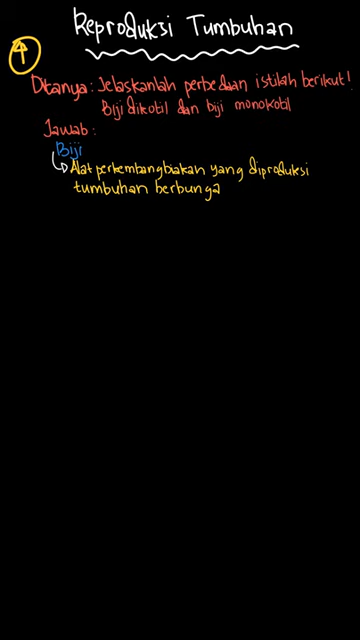 Reproduksi Tumbuhan
Ditanya : Jelaskanlah perbedaan istilah berikut!
Biji dikotil dan biji monokotil
Jawab :
Biji
Alat perkembangbiakan yang diproduksi
tumbuhan berbunga